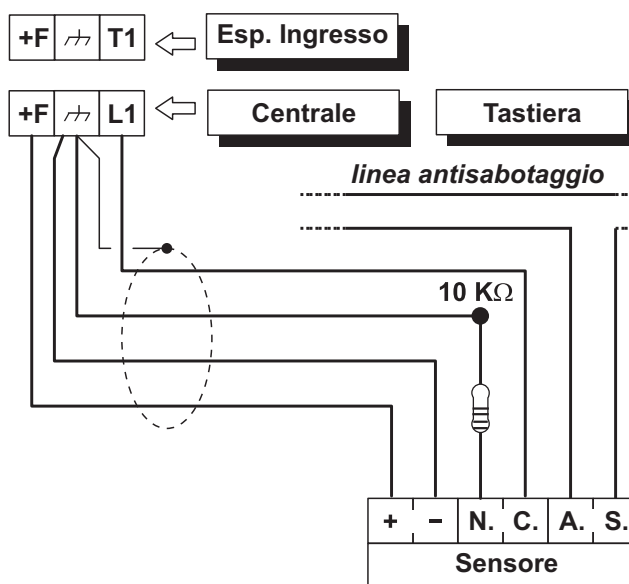 +F T1 Esp. Ingresso
+F L1 Centrale Tastiera
linea antisabotaggio
10 KΩ
+ – N. C. A. S.
Sensore